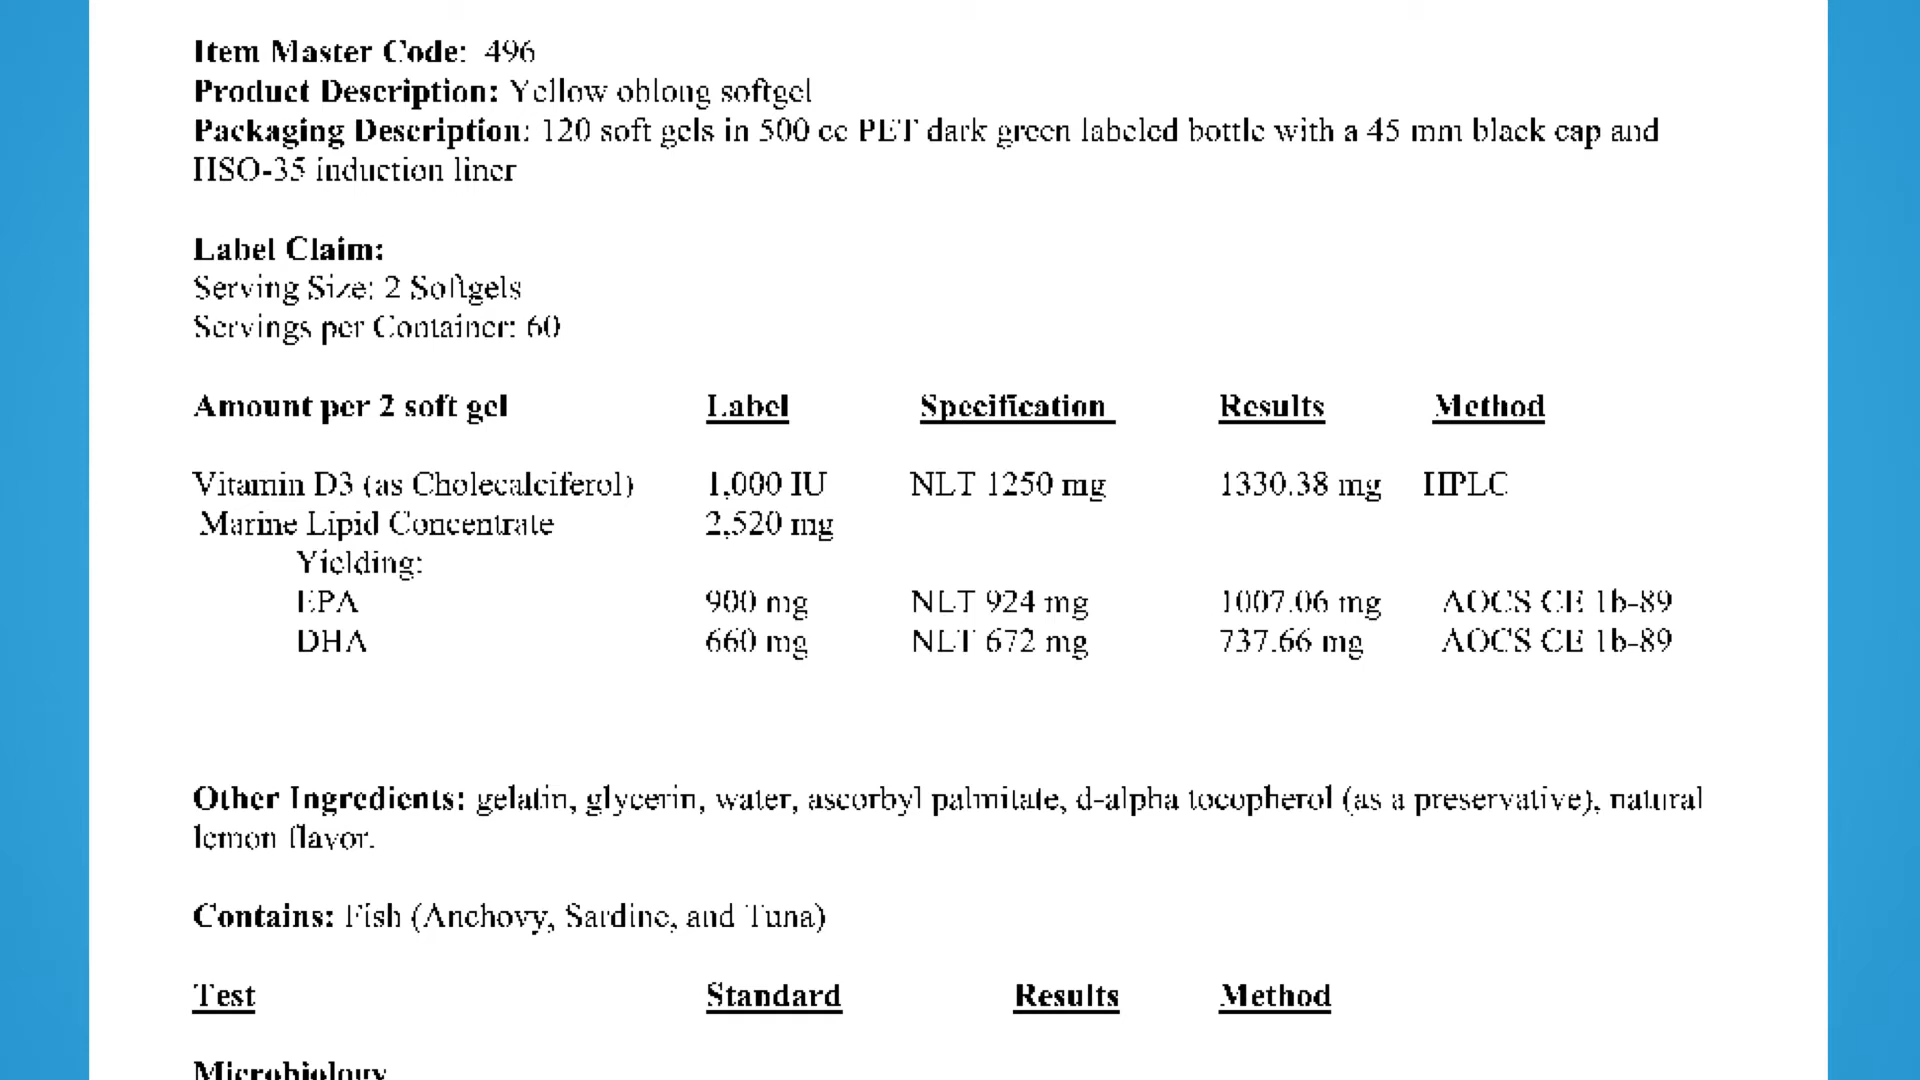 Item Master Code: 496
Product Description: Yellow oblong softgel
Packaging Description: 120 soft gels in 500 cc PET dark green labeled bottle with a 45 mm black cap and
HSO-35 induction liner
Label Claim:
Serving Size: 2 Softgels
Servings per Container: 60
Amount per 2 soft gel Label Specification Results Method
Vitamin D3 (as Cholecalciferol) 1,000 IU NLT 1250 mg 1330.38 mg HPLC
Marine Lipid Concentrate 2,520 mg
Yielding:
EPA 900 mg NLT 924 mg 1007.06 mg AOCS CE 1b-89
DHA 660 mg NLT 672 mg 737.66 mg AOCS CE 1b-89
Other Ingredients: gelatin, glycerin, water, ascorbyl palmitate, d-alpha tocopherol (as a preservative), natural
lemon flavor.
Contains: Fish (Anchovy, Sardine, and Tuna)
Test Standard Results Method
Microbiology